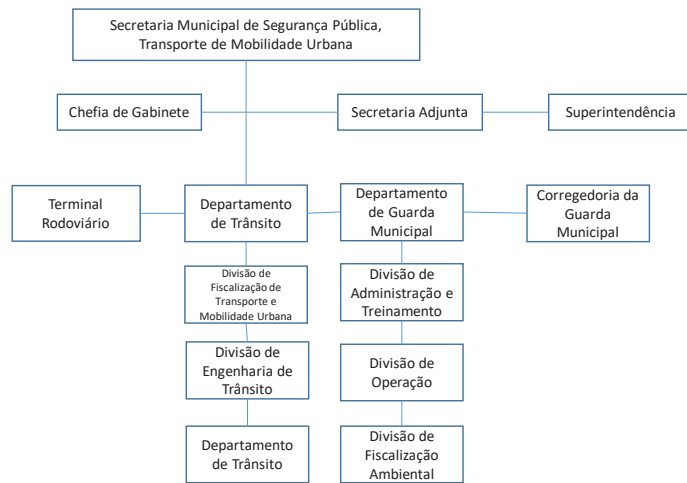 Secretaria Municipal de Segurança Pública,
Transporte de Mobilidade Urbana
Chefia de Gabinete
Secretaria Adjunta
Superintendência
Terminal
Rodoviário
Departamento
de Trânsito
Departamento
de Guarda
Municipal
Corregedoria da
Guarda
Municipal
Divisão de
Fiscalização de
Transporte e
Mobilidade Urbana
Divisão de
Administração e
Treinamento
Divisão de
Engenharia de
Trânsito
Divisão de
Operação
Departamento
de Trânsito
Divisão de
Fiscalização
Ambiental